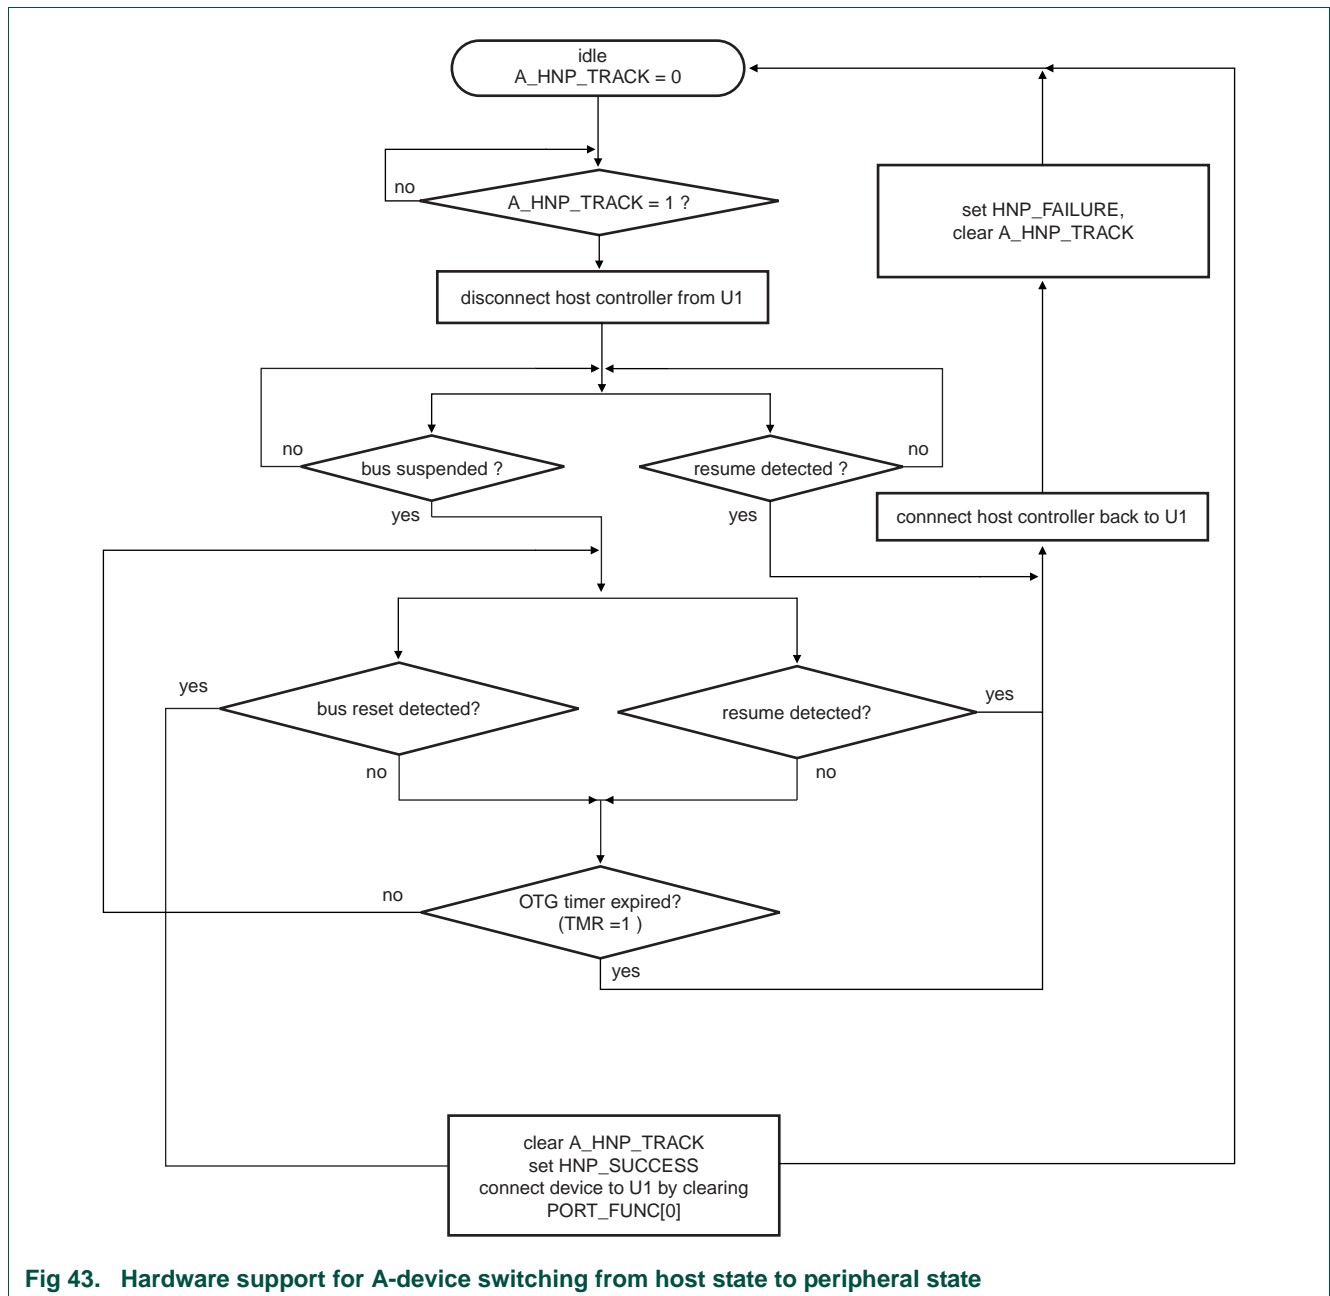 idle
A_HNP_TRACK = 0
no
A_HNP_TRACK = 1 ?
set HNP_FAILURE,
clear A_HNP_TRACK
disconnect host controller from U1
no
bus suspended ?
resume detected ?
no
yes
yes
connnect host controller back to U1
yes
bus reset detected?
resume detected?
yes
no
no
no
OTG timer expired?
(TMR =1 )
yes
clear A_HNP_TRACK
set HNP_SUCCESS
connect device to U1 by clearing
PORT_FUNC[0]
Fig 43. Hardware support for A-device switching from host state to peripheral state